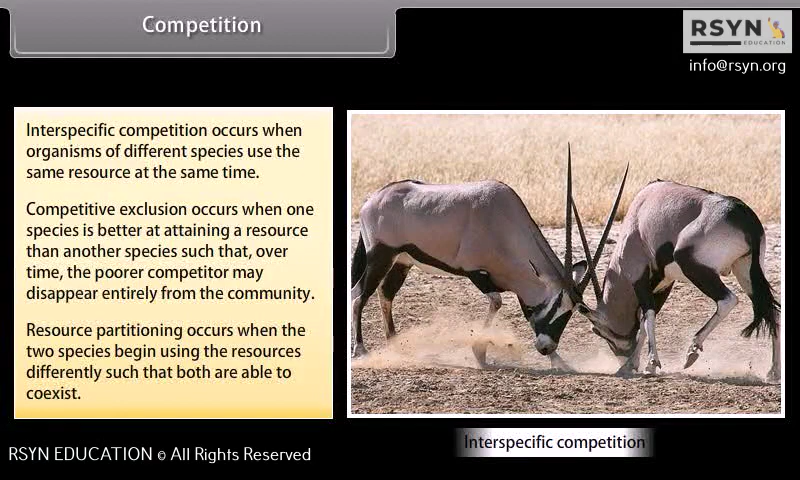 Competition
RSYN
EDUCATION
info@rsyn.org
Interspecific competition occurs when
organisms of different species use the
same resource at the same time.
Competitive exclusion occurs when one
species is better at attaining a resource
than another species such that, over
time, the poorer competitor may
disappear entirely from the community.
Resource partitioning occurs when the
two species begin using the resources
differently such that both are able to
coexist.
Interspecific competition
RSYN EDUCATION © All Rights Reserved